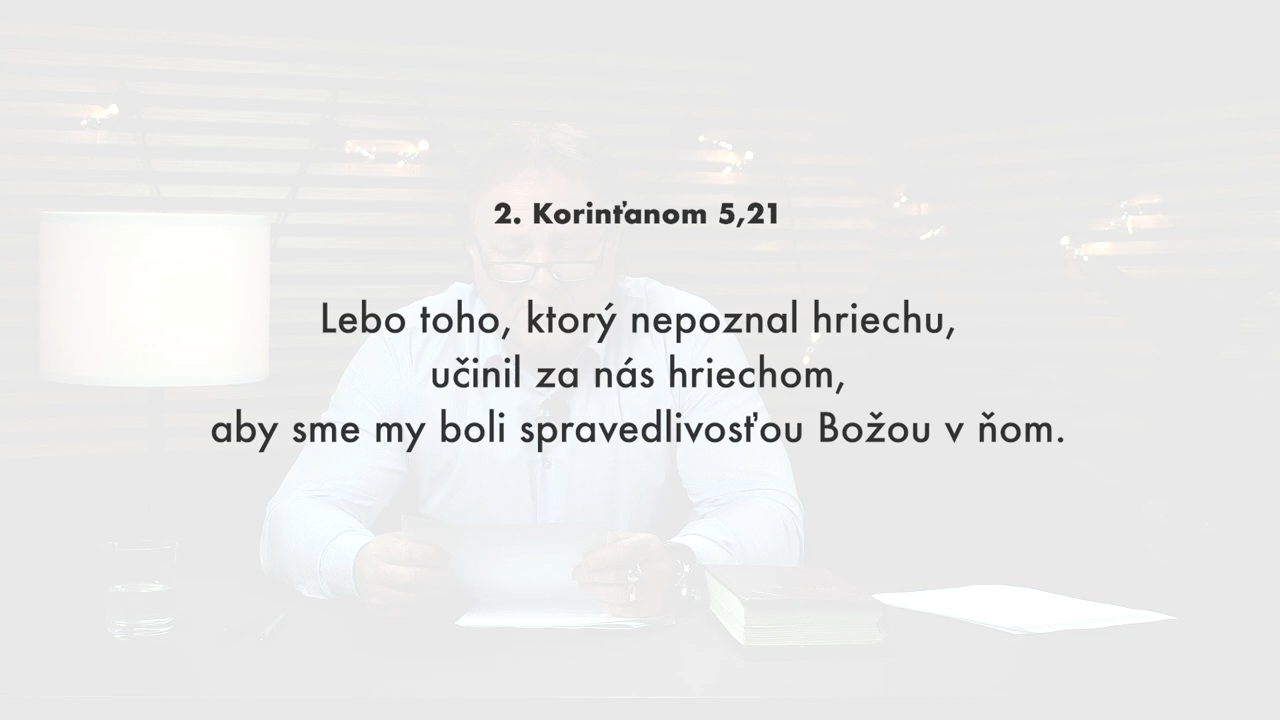 2. Korinťanom 5,21
Lebo toho, ktorý nepoznal hriechu,
učinil za nás hriechom,
aby sme my boli spravedlivosťou Božou v ňom.